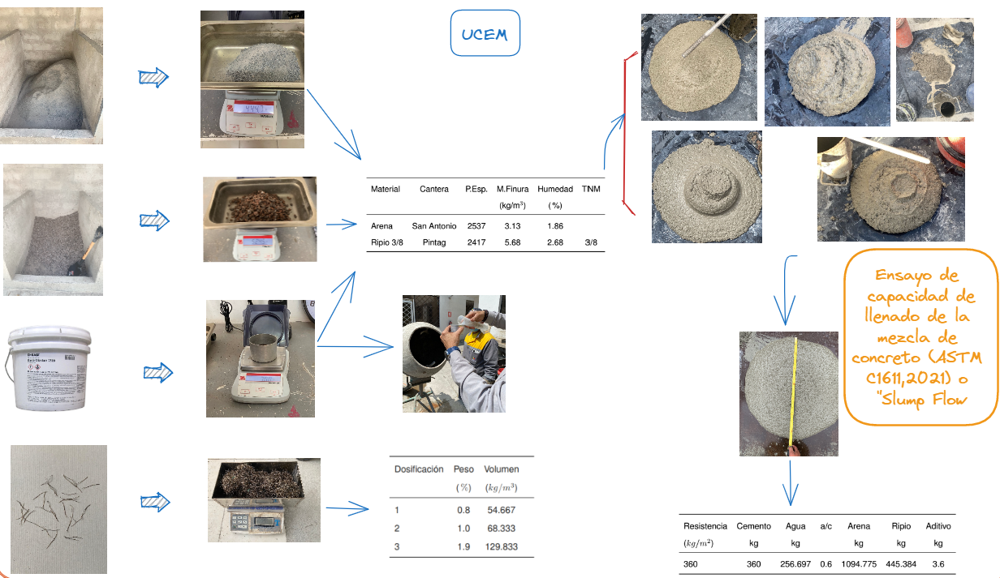 UCEM
Material Cantera P.Esp. M.Finura Humedad TNM
(kg/m³) (%)
Arena San Antonio 2537 3.13 1.86
Ripio 3/8 Pintag 2417 5.68 2.68 3/8
Ensayo de
capacidad de
llenado de la
mezcla de
concreto (ASTM
C1611,2021) o
"Slump Flow
Dosificación Peso Volumen
(%) (kg/m³)
1 0.8 54.667
2 1.0 68.333
3 1.9 129.833
Resistencia Cemento Agua a/c Arena Ripio Aditivo
(kg/m²) kg kg kg kg kg
360 360 256.697 0.6 1094.775 445.384 3.6